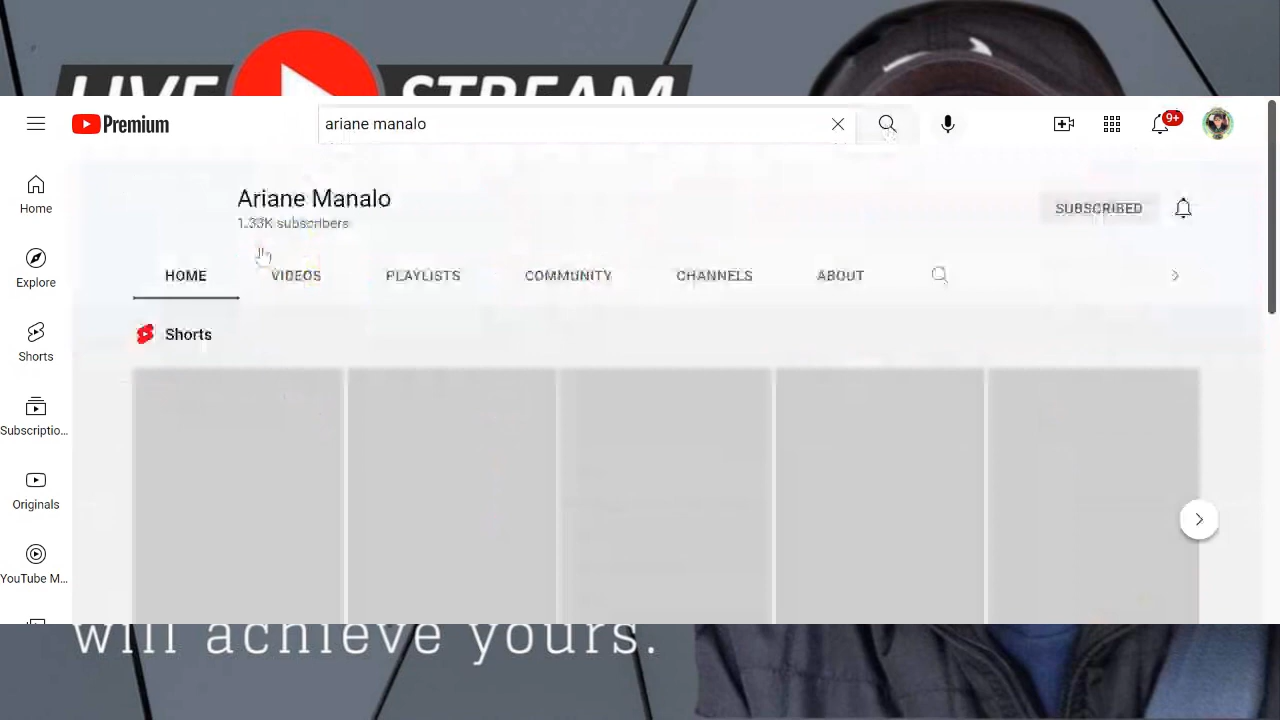 LIVE STREAM
Premium
ariane manalo
9+
Home
Explore
Shorts
Subscriptio...
Originals
YouTube M...
Ariane Manalo
1.33K subscribers
SUBSCRIBED
HOME VIDEOS PLAYLISTS COMMUNITY CHANNELS ABOUT
Shorts
will achieve yours.